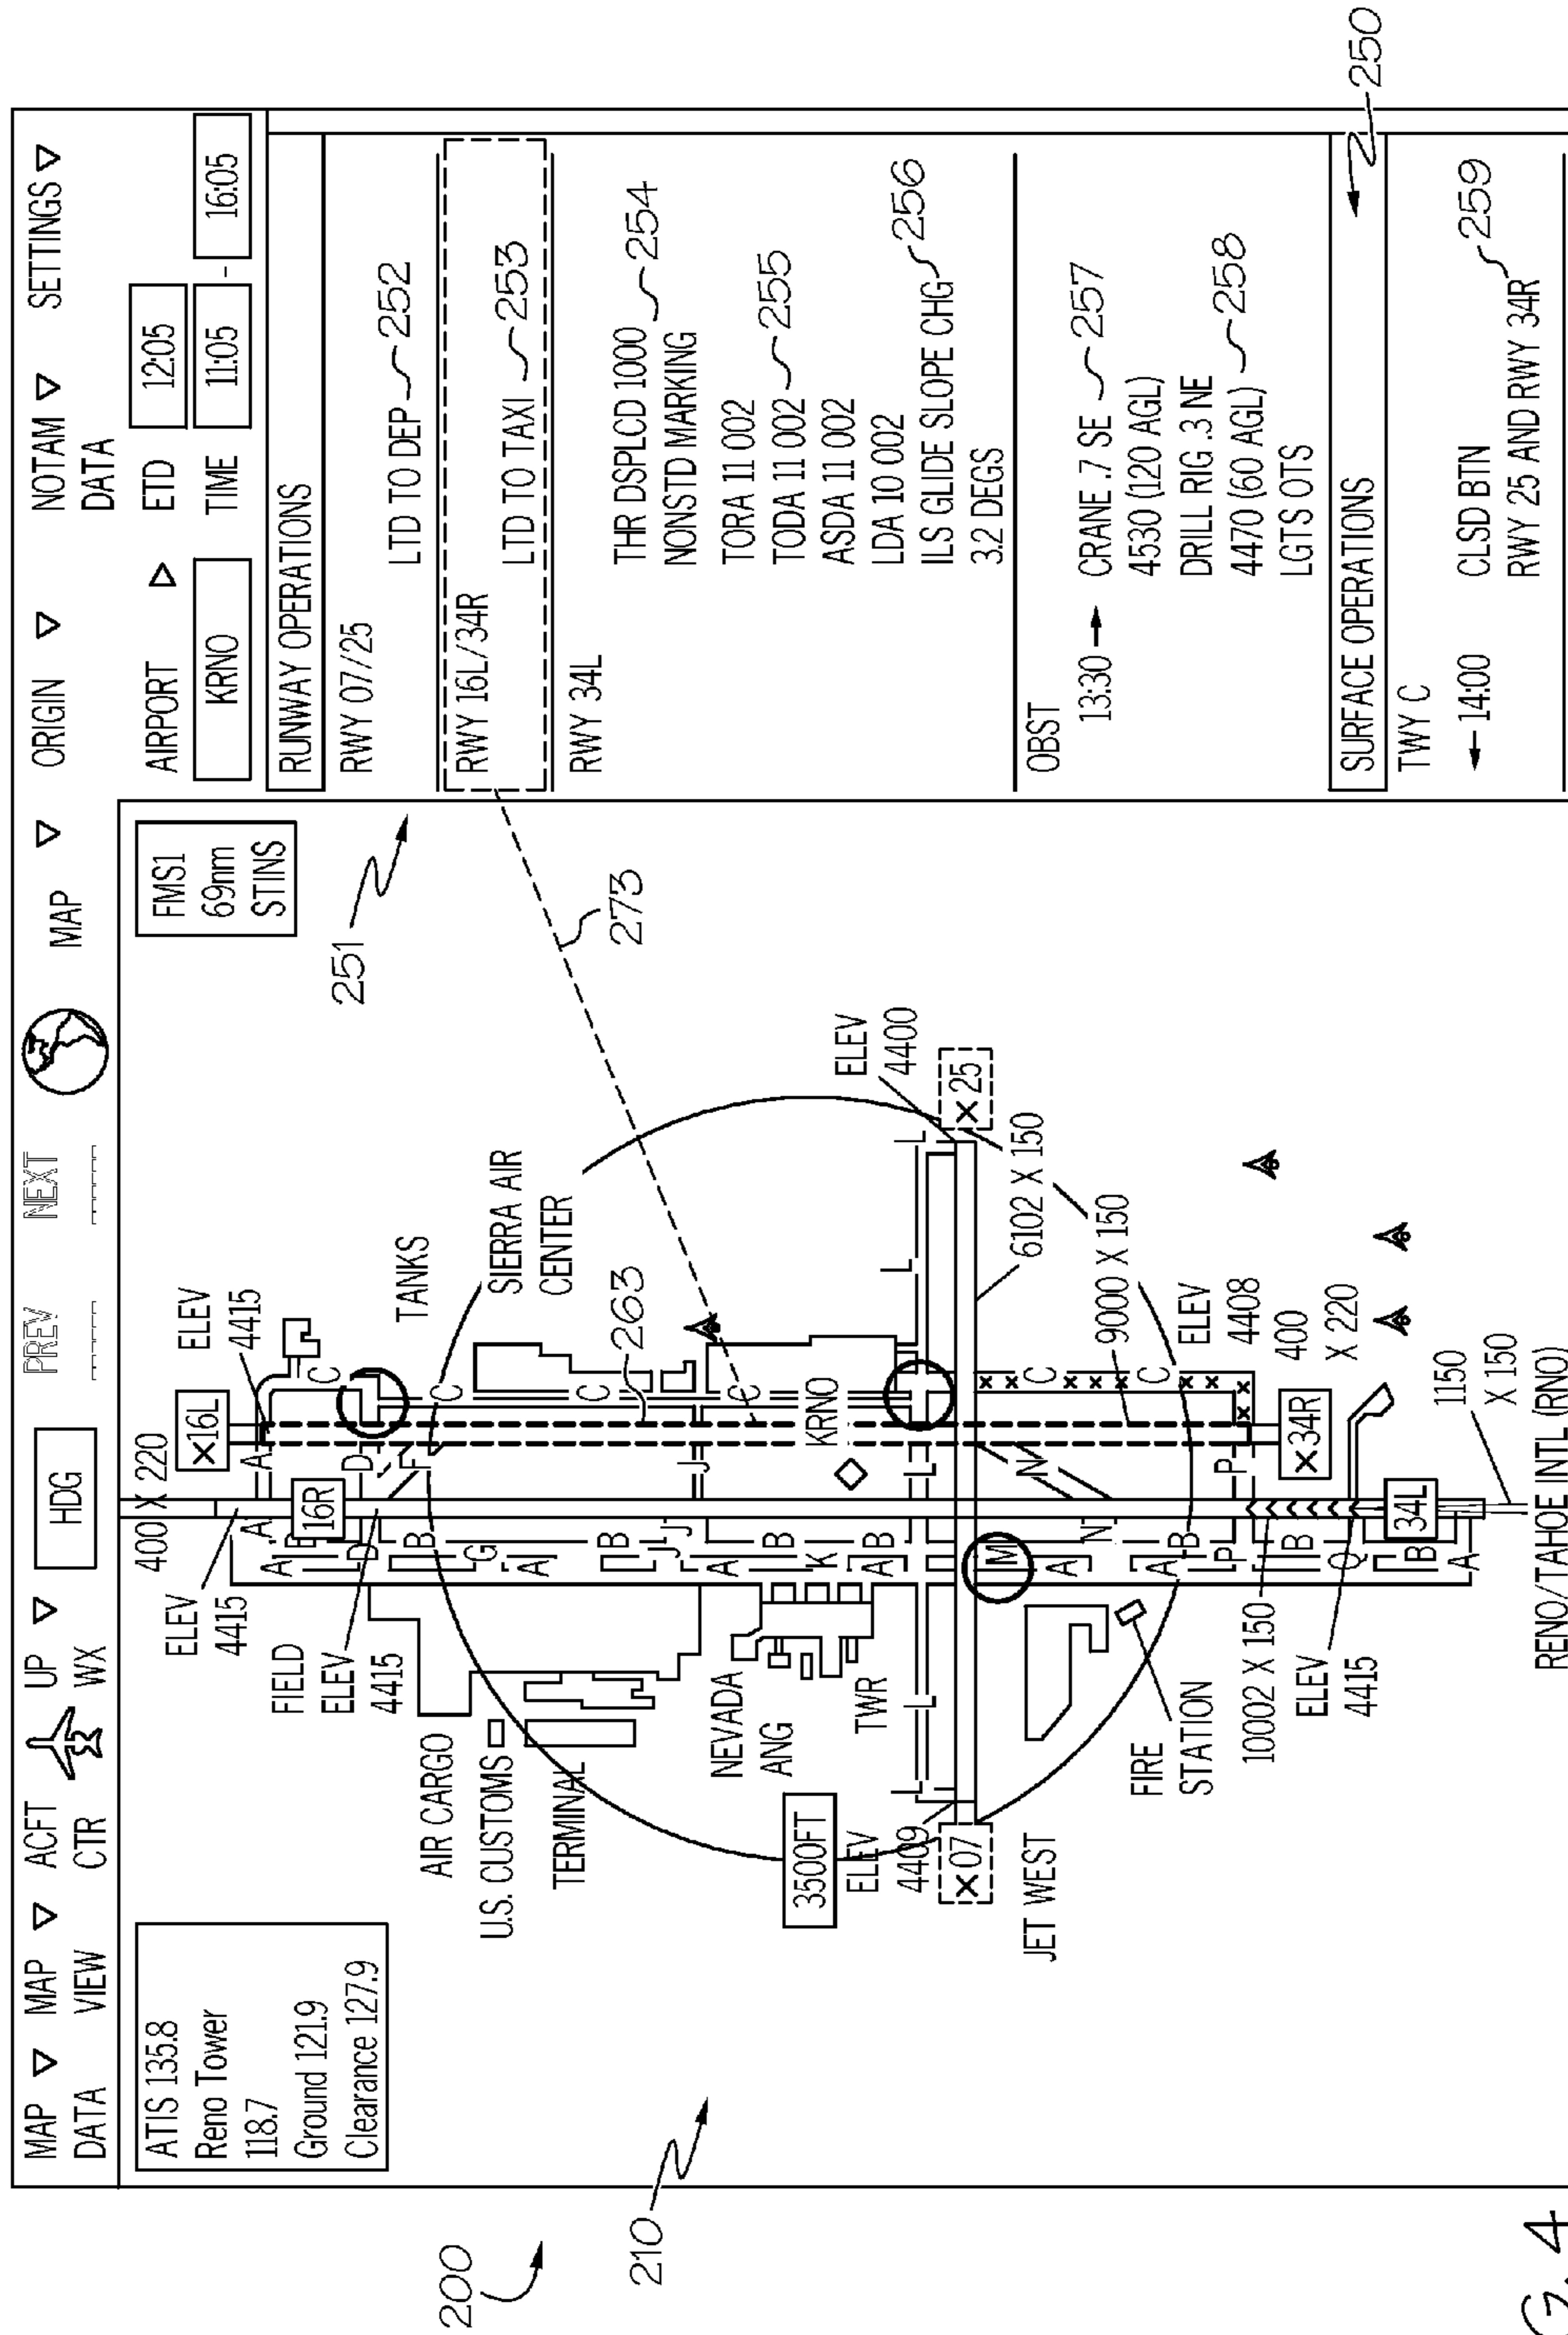 MAP DATA
MAP VIEW
ACFT CTR
UP WX
HDG
PREV
NEXT
MAP
ORIGIN
NOTAM DATA
SETTINGS
ATIS 135.8
Reno Tower
118.7
Ground 121.9
Clearance 127.9
FMS1
69nm
STINS
AIRPORT
KRNO
ETD 12:05
TIME 11:05 - 16:05
RUNWAY OPERATIONS
RWY 07/25
LTD TO DEP 252
RWY 16L/34R
LTD TO TAXI 253
RWY 34L
THR DSPLCD 1000 254
NONSTD MARKING
TORA 11 002
TODA 11 002 255
ASDA 11 002
LDA 10 002
ILS GLIDE SLOPE CHG 256
3.2 DEGS
OBST
13:30 CRANE .7 SE 257
4530 (120 AGL)
DRILL RIG .3 NE
4470 (60 AGL) 258
LGTS OTS
SURFACE OPERATIONS
TWY C
14:00 CLSD BTN 259
RWY 25 AND RWY 34R
250
251
273
263
200
210
400 X 220
ELEV
4415
X16L
ELEV
4415
16R
FIELD
ELEV
4415
TANKS
SIERRA AIR
CENTER
AIR CARGO
U.S. CUSTOMS
TERMINAL
NEVADA
ANG
TWR
3500FT
KRNO
ELEV
4409
X07
JET WEST
ELEV
4400
X25
6102 X 150
9000 X 150
FIRE
STATION
10002 X 150
ELEV
4415
ELEV
4408
400
X 220
X34R
34L
1150
X 150
RENO/TAHOE INTL (RNO)
A A C
D D
B F C
G
A B J J C C
A B K
A B L L L
L L
M N
A N C
A B C
P P
B Q
B A
G. 4